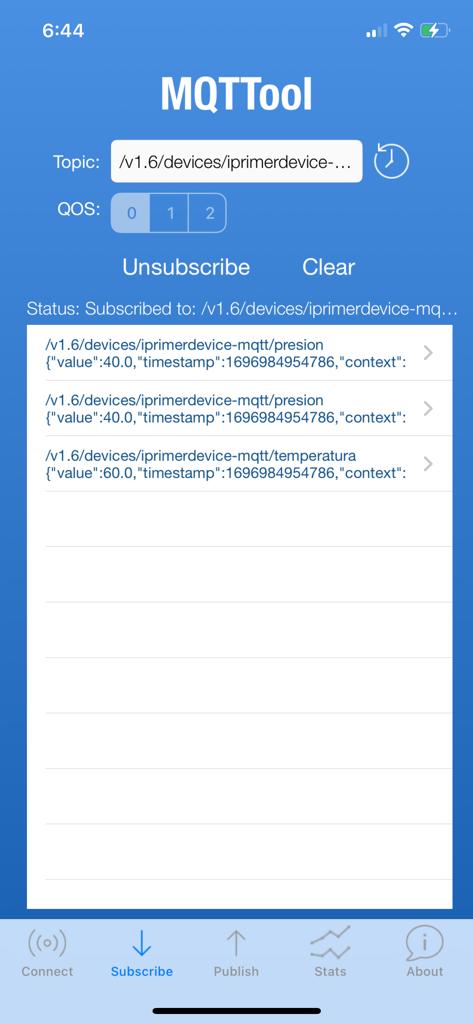 6:44
MQTTool
Topic: /v1.6/devices/iprimerdevice-...
QOS: 0 1 2
Unsubscribe Clear
Status: Subscribed to: /v1.6/devices/iprimerdevice-mq...
/v1.6/devices/iprimerdevice-mqtt/presion
{"value":40.0,"timestamp":1696984954786,"context":
/v1.6/devices/iprimerdevice-mqtt/presion
{"value":40.0,"timestamp":1696984954786,"context":
/v1.6/devices/iprimerdevice-mqtt/temperatura
{"value":60.0,"timestamp":1696984954786,"context":
Connect Subscribe Publish Stats About